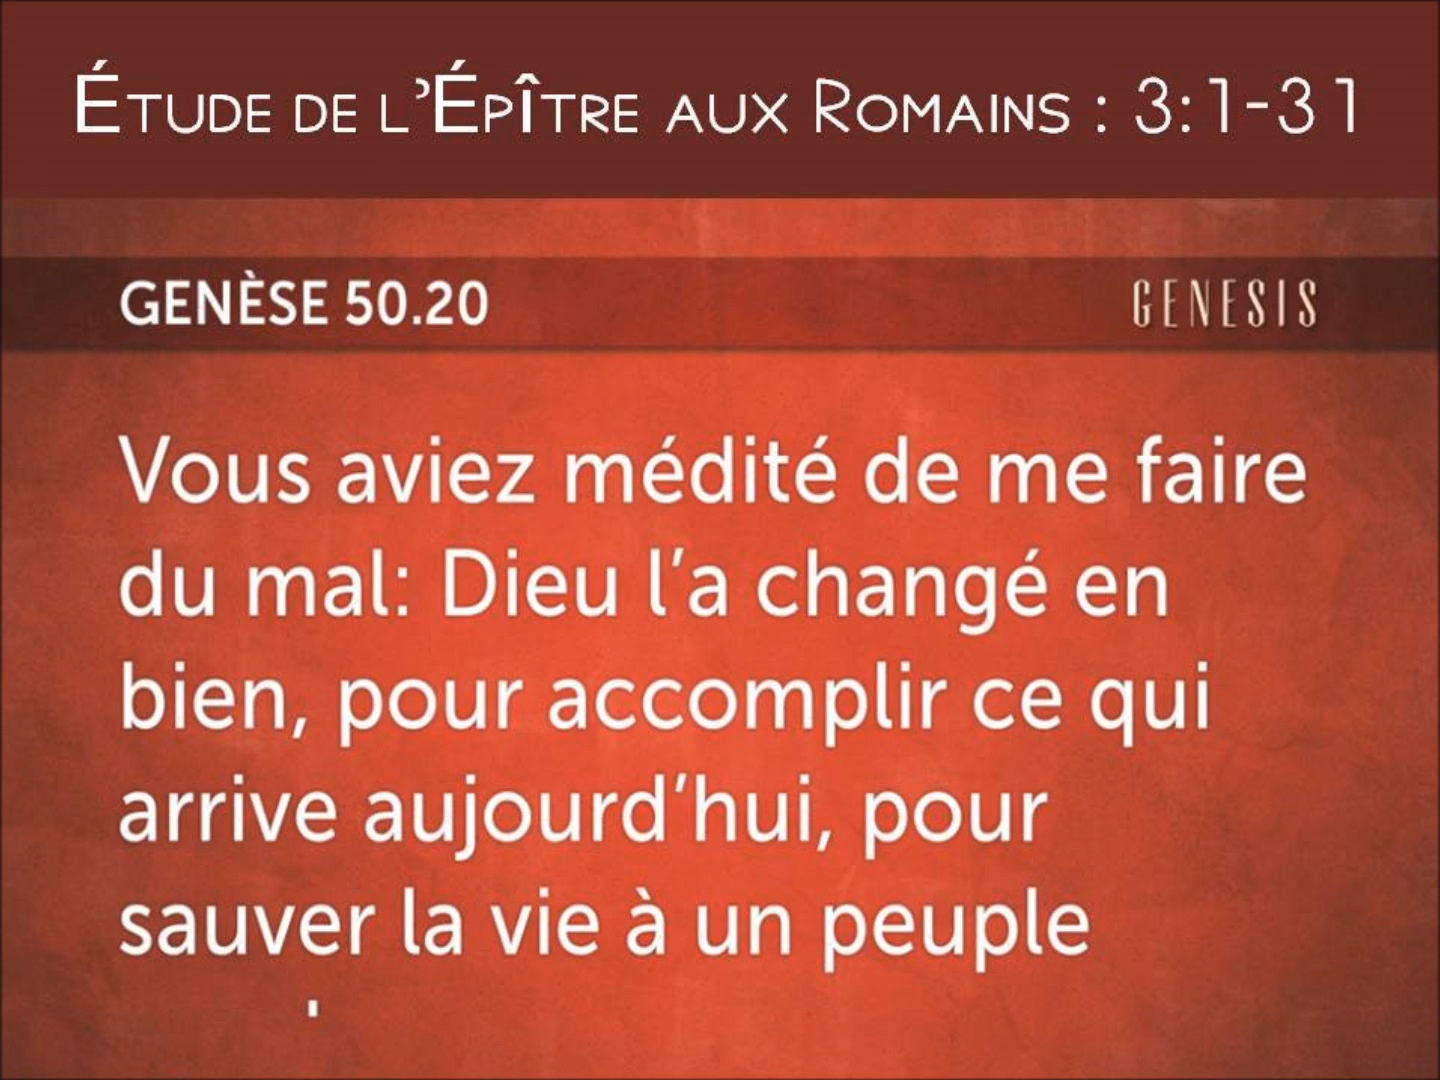 Étude de l'Épître aux Romains : 3:1-31
GENÈSE 50.20
GENESIS
Vous aviez médité de me faire
du mal: Dieu l'a changé en
bien, pour accomplir ce qui
arrive aujourd'hui, pour
sauver la vie à un peuple